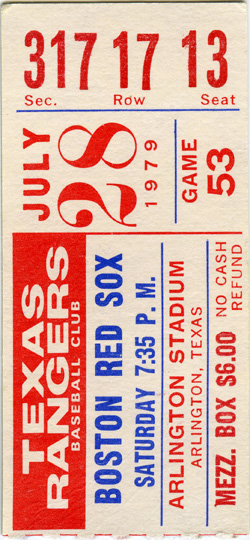 317 17 13
Sec. Row Seat
JULY
28
1979
GAME
53
TEXAS
RANGERS
BASEBALL CLUB
BOSTON RED SOX
SATURDAY 7:35 P. M.
ARLINGTON STADIUM
ARLINGTON, TEXAS
NO CASH
REFUND
MEZZ. BOX $6.00